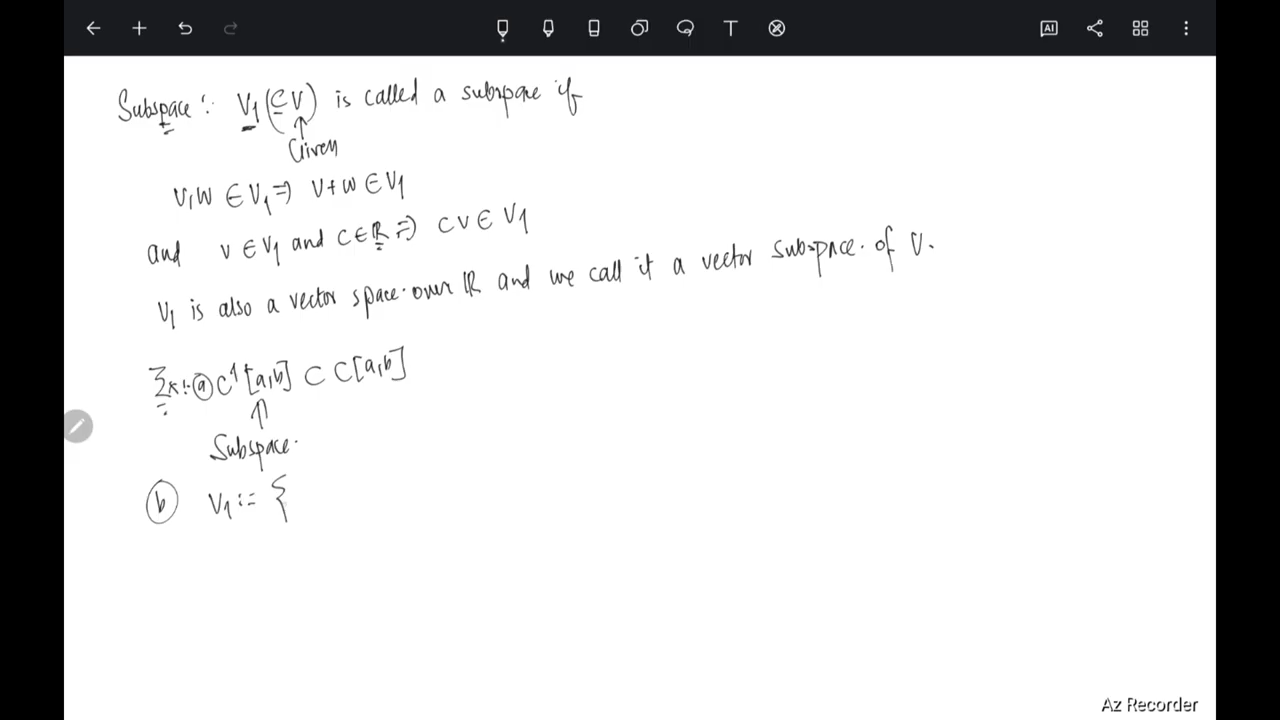 Subspace :- V₁ (⊂ V) is called a subspace if
↑
Given
V, W ∈ V₁ ⇒ V + W ∈ V₁
and V ∈ V₁ and C ∈ ℝ ⇒ CV ∈ V₁
V₁ is also a vector space over ℝ and we call it a vector subspace of V.
Ex:- ⓐ C¹[a,b] ⊂ C[a,b]
↑
Subspace.
ⓑ V₁ := {
AI
T
Az Recorder